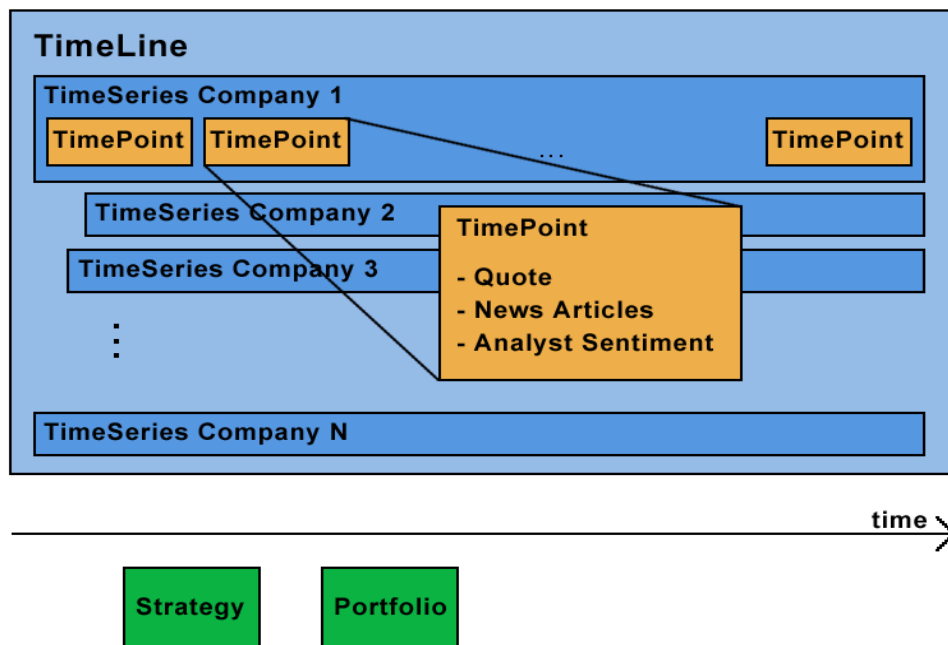 TimeLine
TimeSeries Company 1
TimePoint TimePoint ... TimePoint
TimeSeries Company 2
TimeSeries Company 3
TimePoint
- Quote
- News Articles
- Analyst Sentiment
TimeSeries Company N
time
Strategy Portfolio